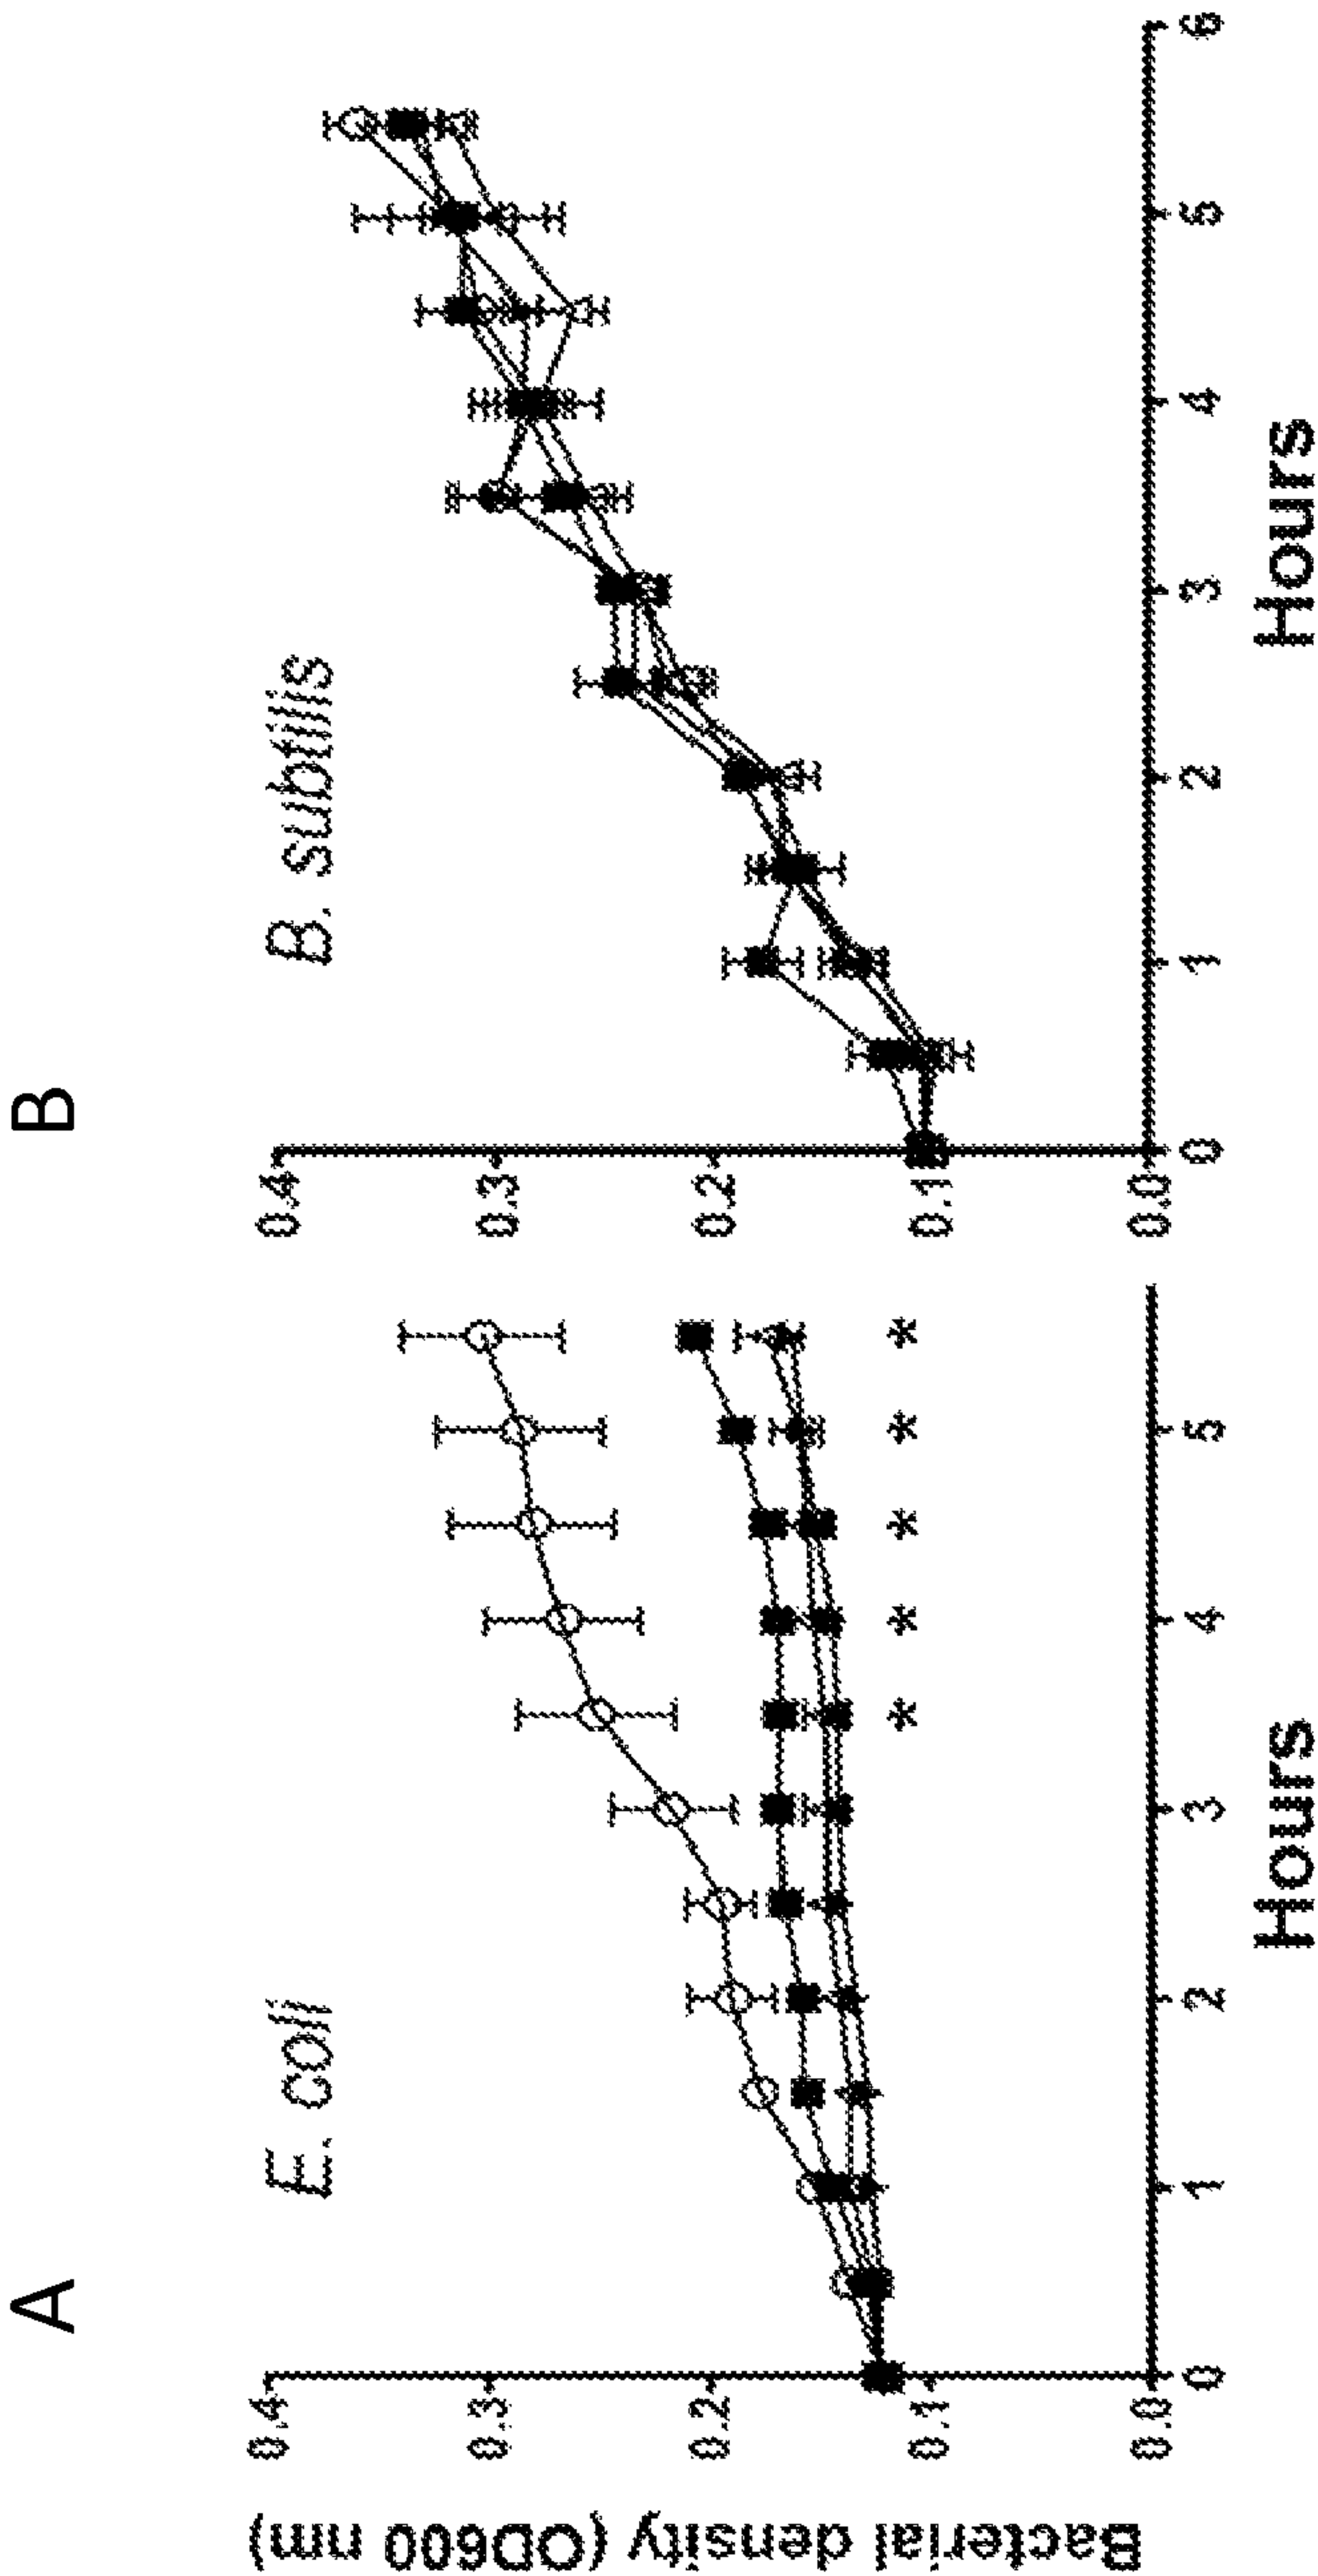 A
E. coli
Bacterial density (OD600 nm)
0.4
0.3
0.2
0.1
0.0
* * * * *
0 1 2 3 4 5
Hours
B
B. subtilis
0.4
0.3
0.2
0.1
0.0
0 1 2 3 4 5 6
Hours